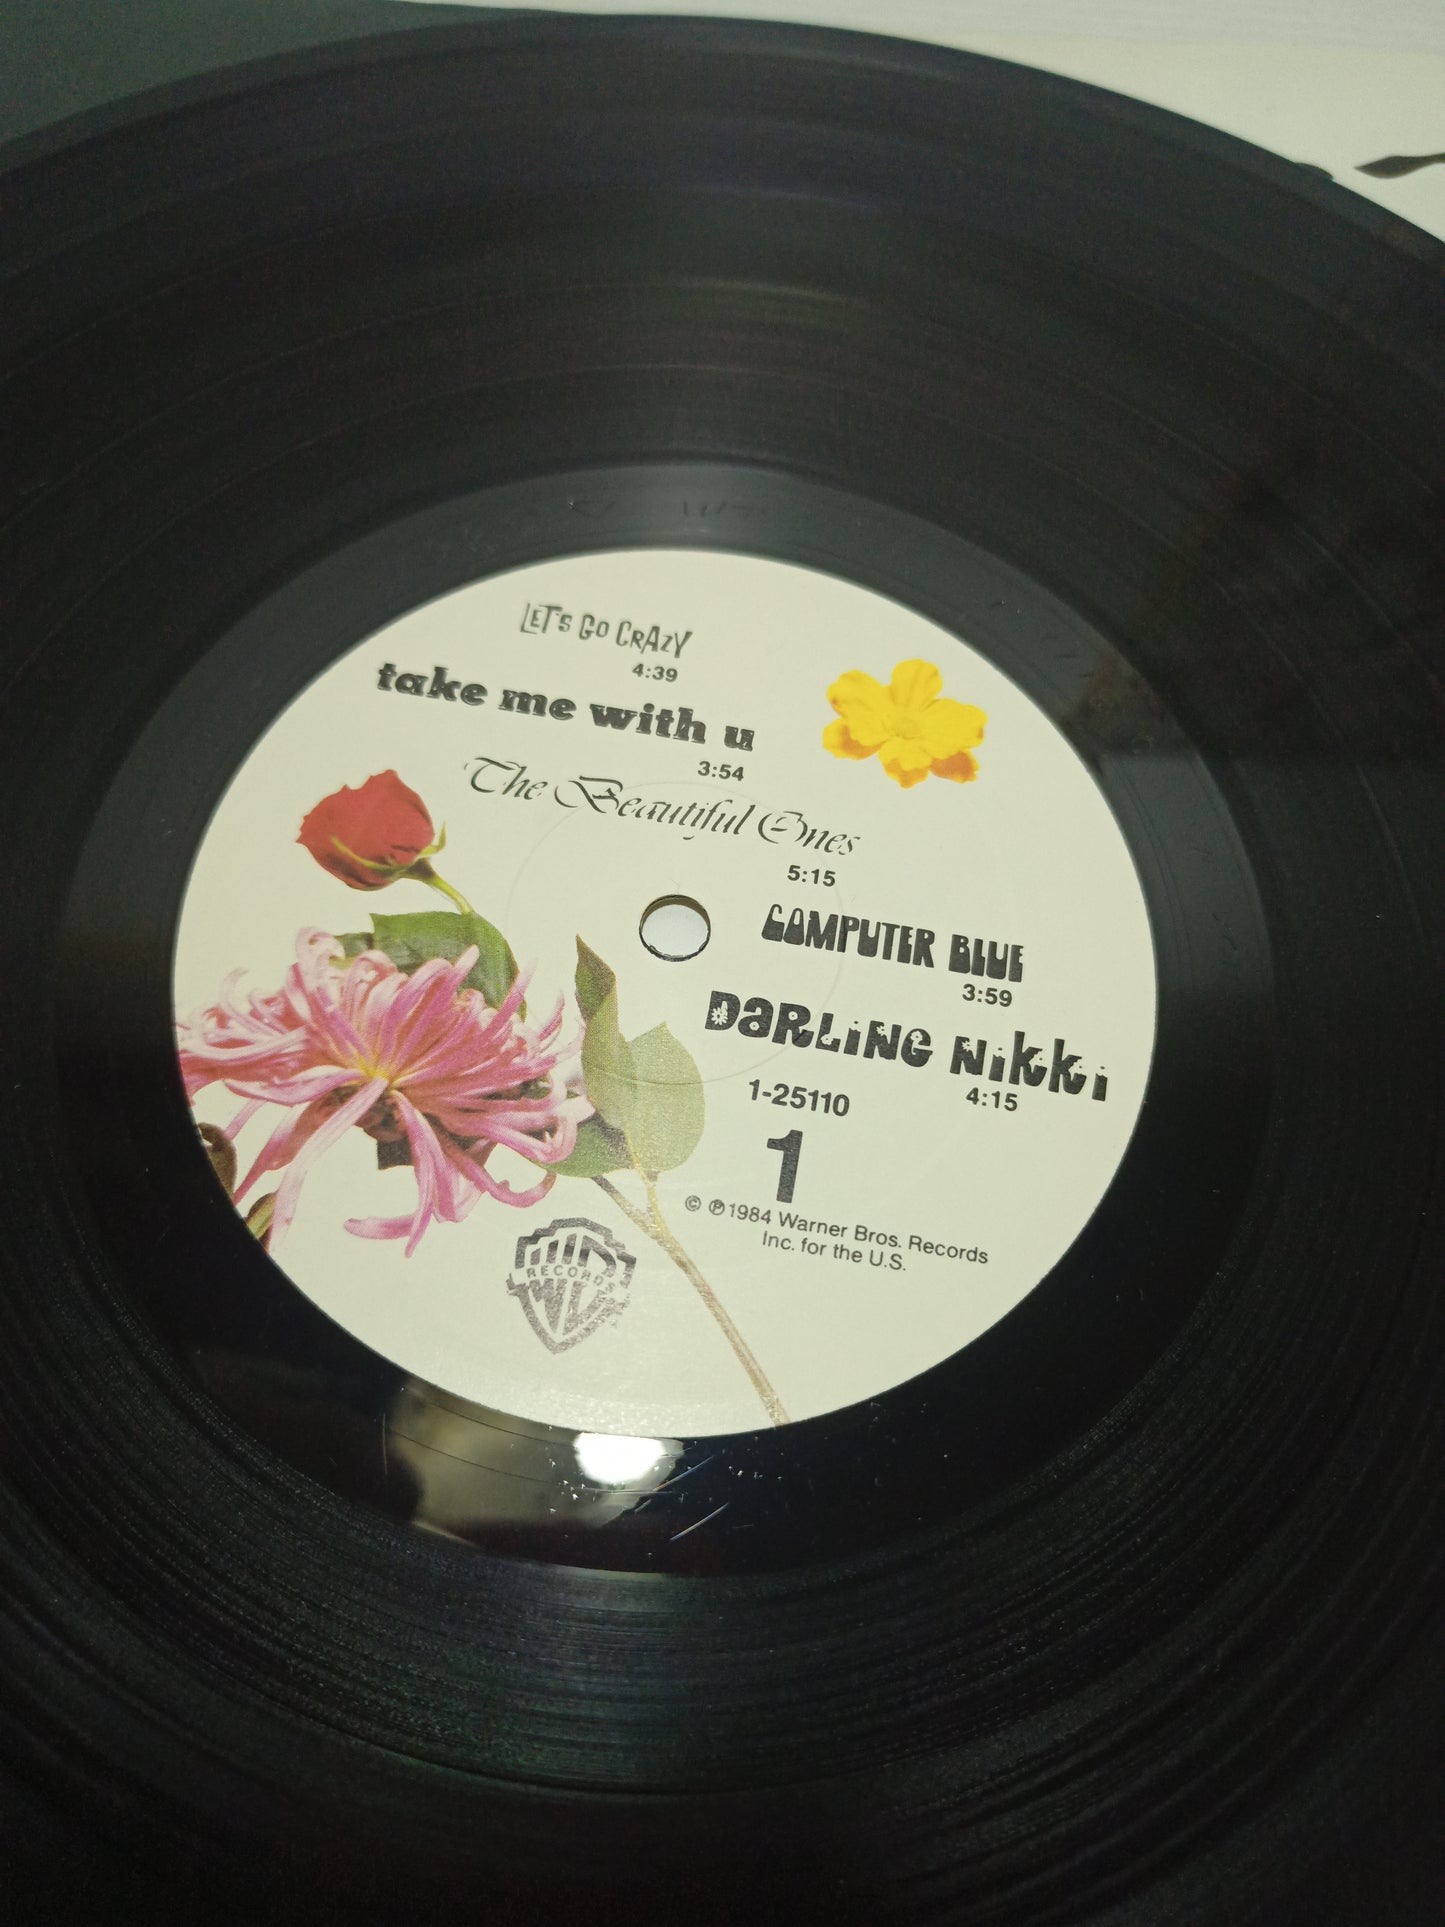 LET'S GO CRAZY
4:39
take me with u
3:54
The Beautiful Ones
5:15
COMPUTER BLUE
3:59
DARLiNG NiKKi
4:15
1-25110
1
© ℗ 1984 Warner Bros. Records
Inc. for the U.S.
RECORDS